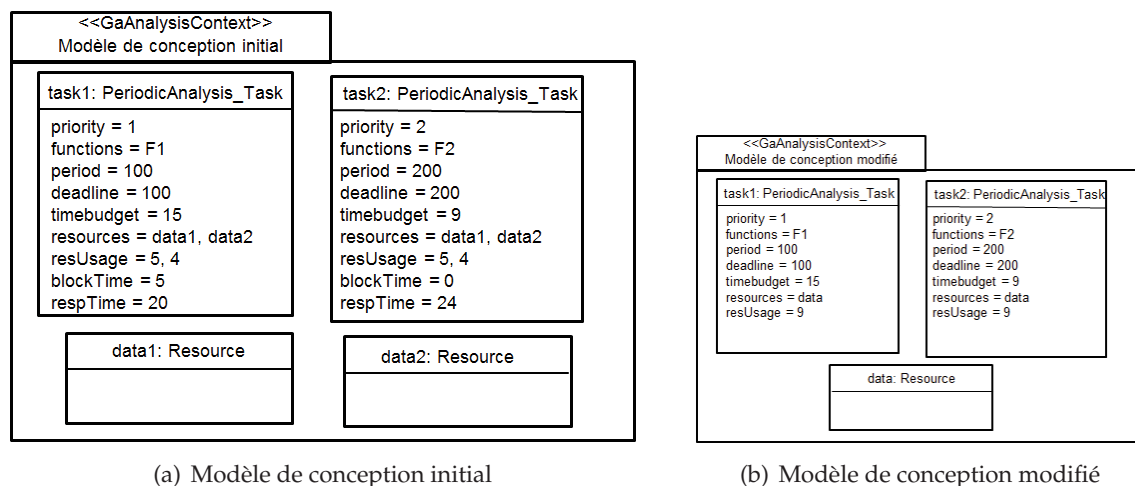 <<GaAnalysisContext>>
Modèle de conception initial
task1: PeriodicAnalysis_Task
priority = 1
functions = F1
period = 100
deadline = 100
timebudget = 15
resources = data1, data2
resUsage = 5, 4
blockTime = 5
respTime = 20
task2: PeriodicAnalysis_Task
priority = 2
functions = F2
period = 200
deadline = 200
timebudget = 9
resources = data1, data2
resUsage = 5, 4
blockTime = 0
respTime = 24
data1: Resource
data2: Resource
(a) Modèle de conception initial
<<GaAnalysisContext>>
Modèle de conception modifié
task1: PeriodicAnalysis_Task
priority = 1
functions = F1
period = 100
deadline = 100
timebudget = 15
resources = data
resUsage = 9
task2: PeriodicAnalysis_Task
priority = 2
functions = F2
period = 200
deadline = 200
timebudget = 9
resources = data
resUsage = 9
data: Resource
(b) Modèle de conception modifié